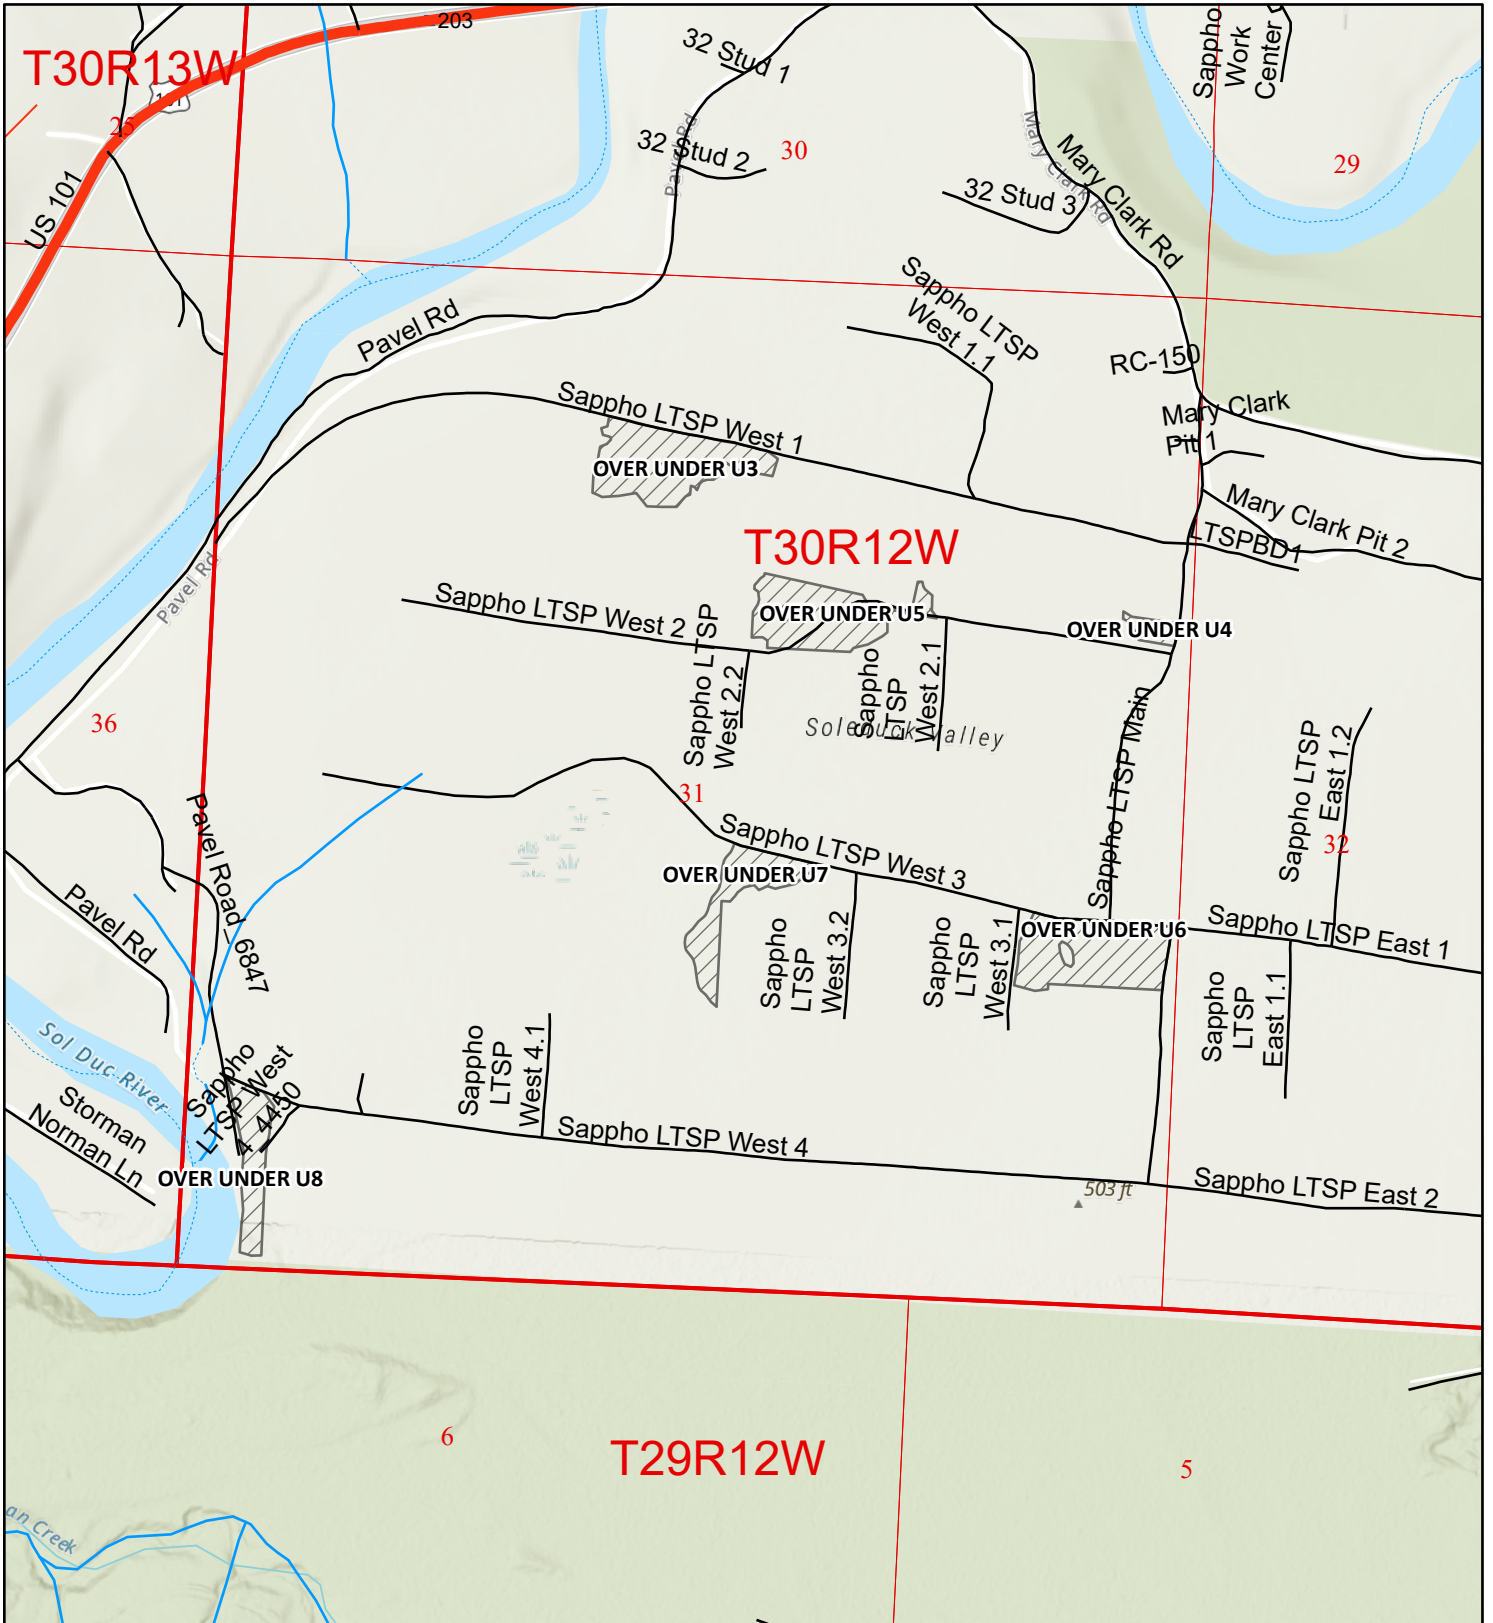 203
32 Stud 1
Sappho
Work
Center
T30R13W
101
25
Pavel Rd
32 Stud 2
30
Mary Clark Rd
Mary Clark Rd
29
32 Stud 3
US 101
Sappho LTSP
West 1.1
Pavel Rd
RC-150
Sappho LTSP West 1
Mary Clark
Pit 1
OVER UNDER U3
Mary Clark Pit 2
T30R12W
LTSPBD1
Pavel Rd
Sappho LTSP West 2
OVER UNDER U5
OVER UNDER U4
Sappho LTSP
West 2.2
Sappho
LTSP
West 2.1
Soleduck Valley
36
31
Sappho LTSP Main
Sappho LTSP
East 1.2
32
Pavel Road_6847
Sappho LTSP West 3
OVER UNDER U7
Pavel Rd
Sappho
LTSP
West 3.2
Sappho
LTSP
West 3.1
OVER UNDER U6
Sappho LTSP East 1
Sappho
LTSP
East 1.1
Sol Duc River
Sappho
LTSP West
4 4450
Sappho
LTSP
West 4.1
Storman
Norman Ln
Sappho LTSP West 4
OVER UNDER U8
503 ft
Sappho LTSP East 2
6
T29R12W
5
an Creek